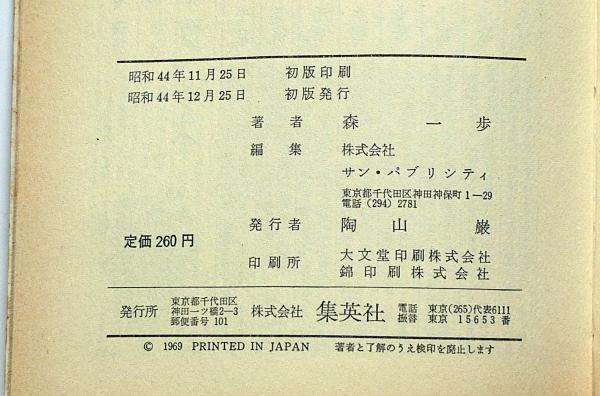 昭和44年11月25日 初版印刷
昭和44年12月25日 初版発行
著者 森一歩
編集 株式会社
サン・パブリシティ
東京都千代田区神田神保町1―29
電話 (294) 2781
発行者 陶山巌
定価260円
印刷所 大文堂印刷株式会社
錦印刷株式会社
発行所 東京都千代田区
神田一ツ橋2―3
郵便番号 101
株式会社 集英社
電話 東京(265)代表6111
振替 東京 15653番
© 1969 PRINTED IN JAPAN 著者と了解のうえ検印を廃止します